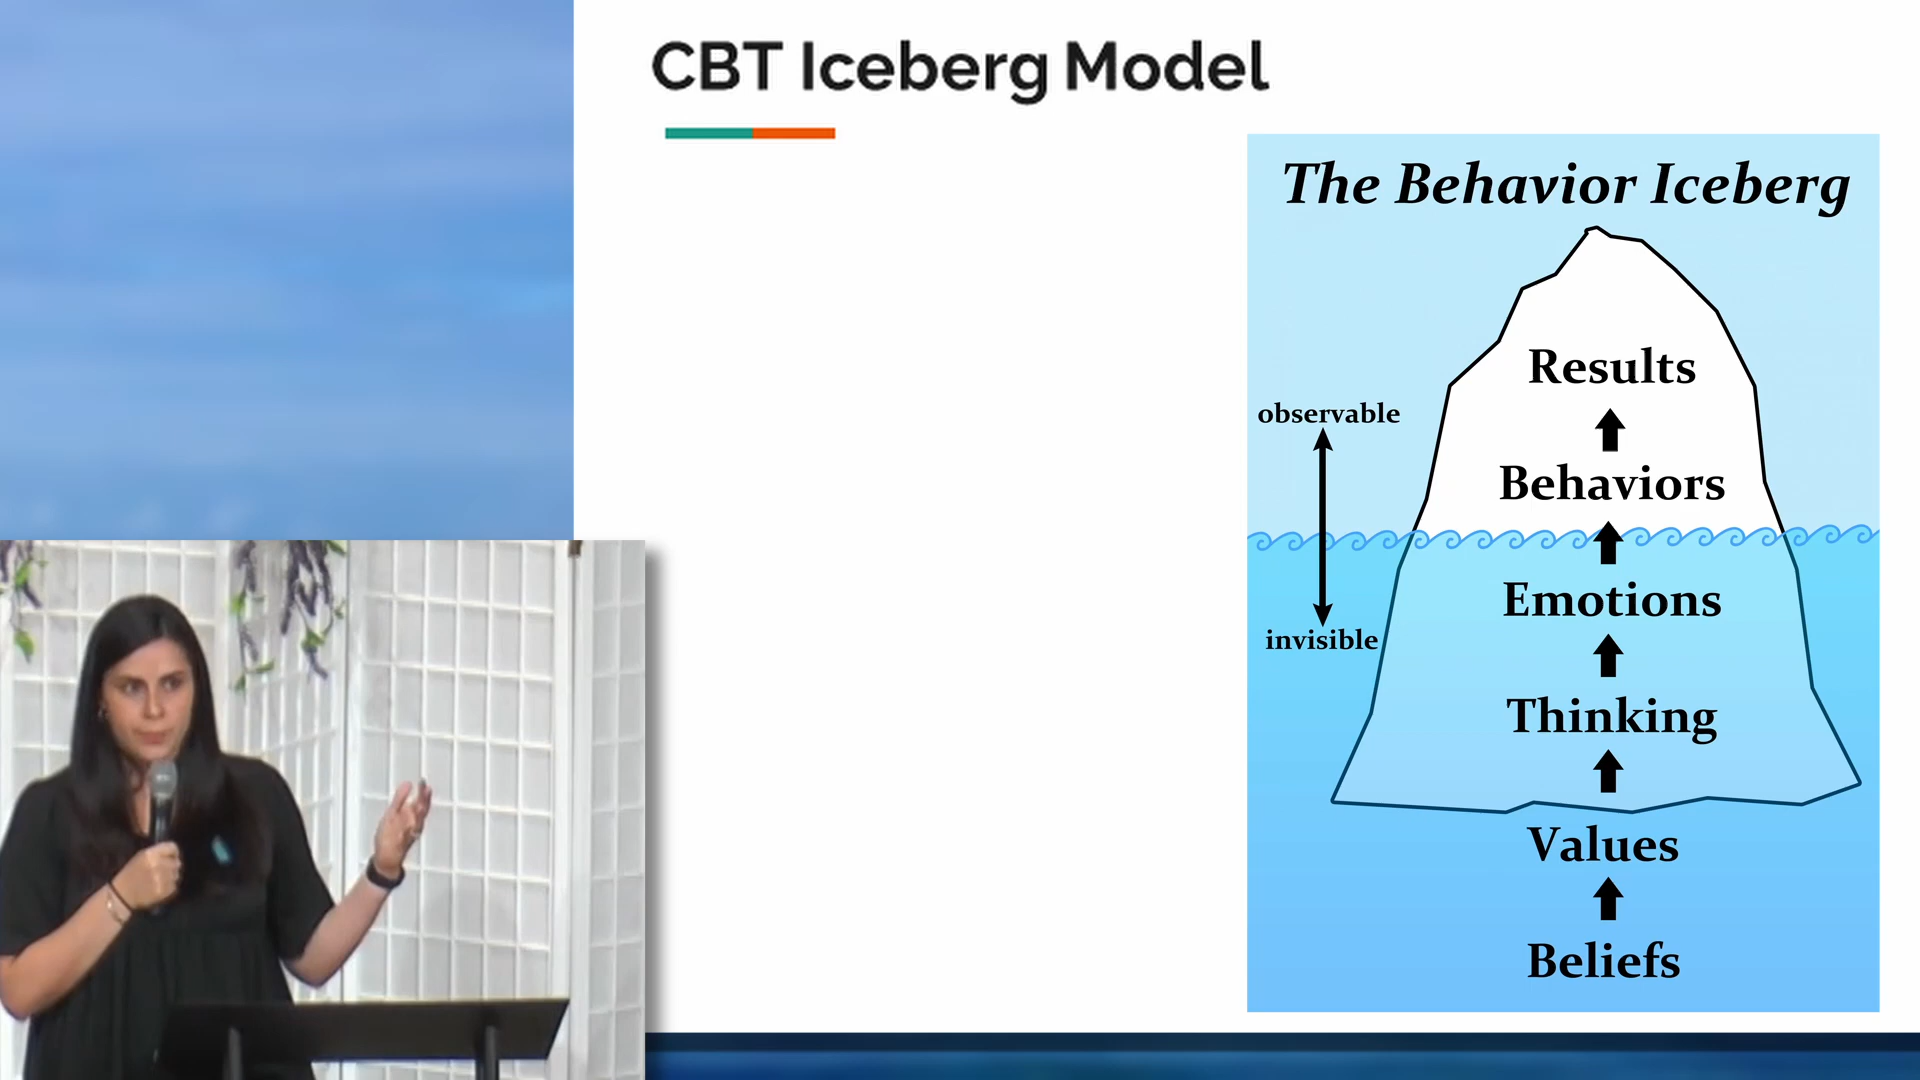 CBT Iceberg Model
The Behavior Iceberg
Results
observable
Behaviors
Emotions
invisible
Thinking
Values
Beliefs